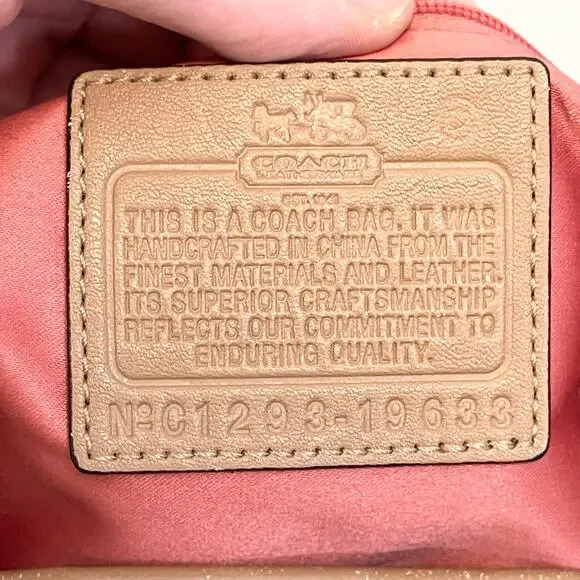 COACH
LEATHERWARE
EST. 1941
THIS IS A COACH BAG. IT WAS
HANDCRAFTED IN CHINA FROM THE
FINEST MATERIALS AND LEATHER.
ITS SUPERIOR CRAFTSMANSHIP
REFLECTS OUR COMMITMENT TO
ENDURING QUALITY.
NºC1293-19633